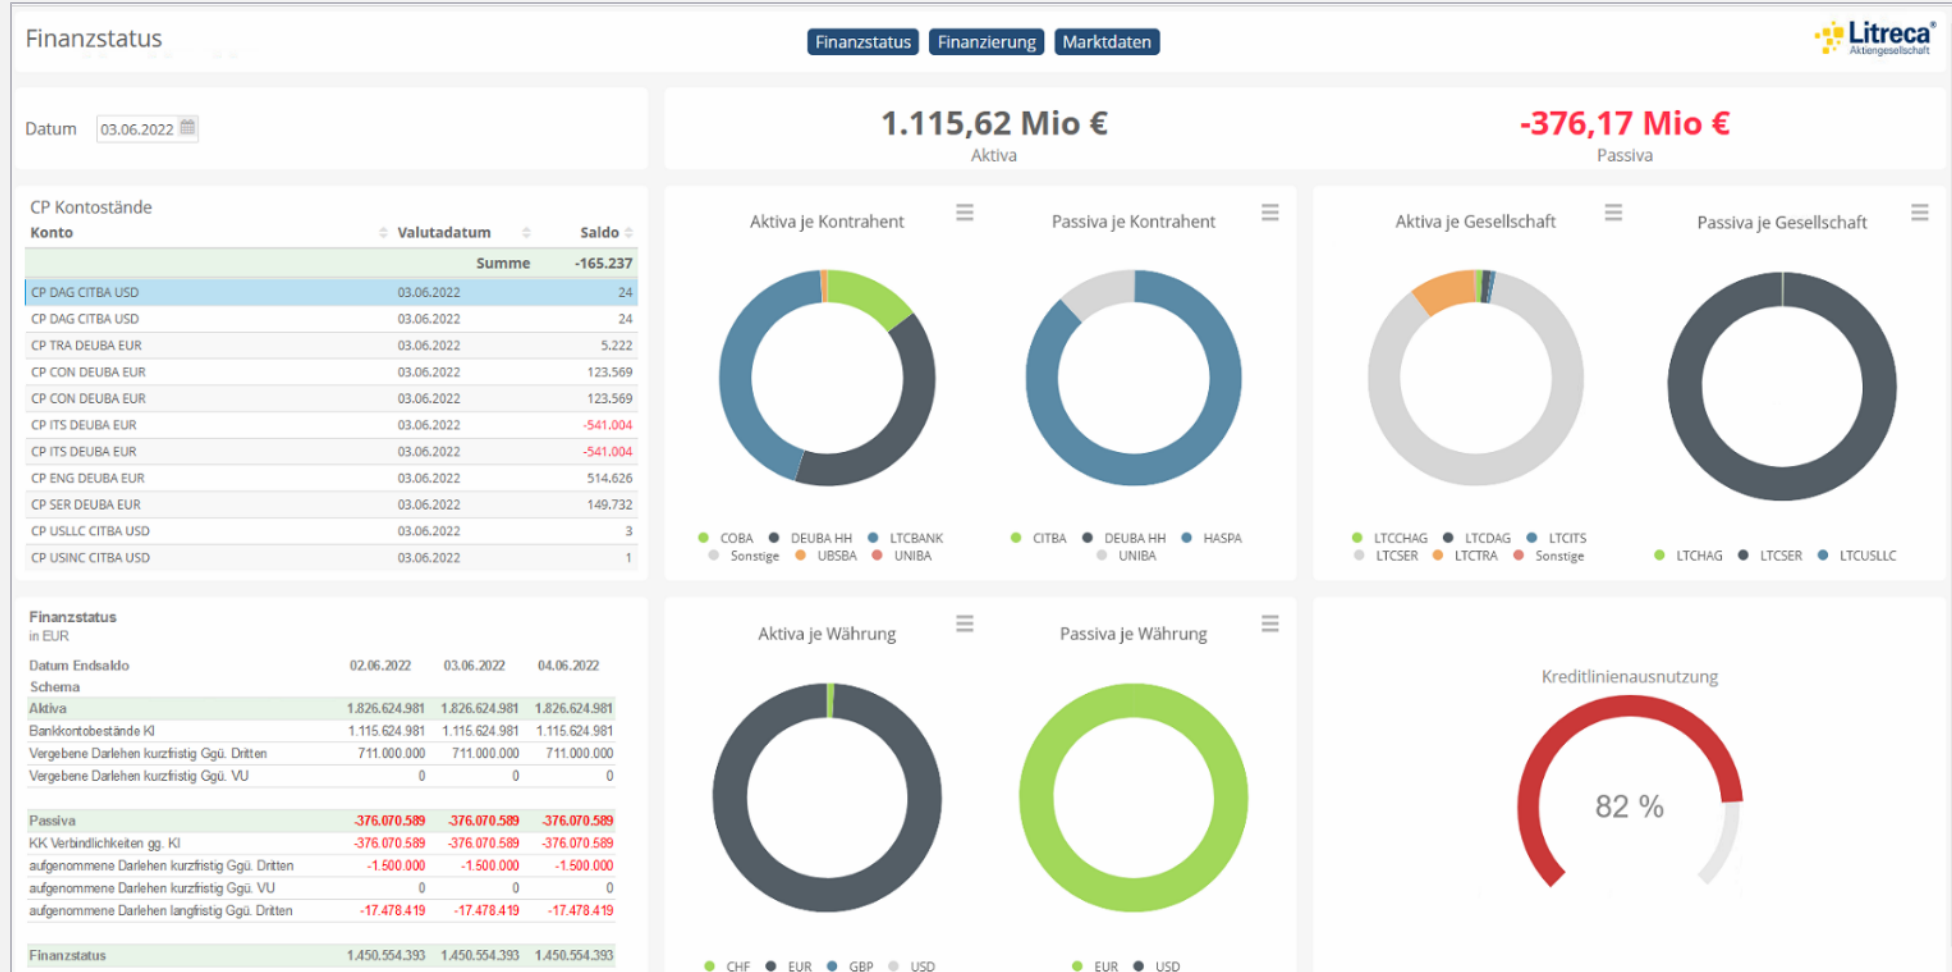 Finanzstatus
Finanzstatus Finanzierung Marktdaten
Litreca®
Aktiengesellschaft
Datum 03.06.2022
1.115,62 Mio €
Aktiva
-376,17 Mio €
Passiva
CP Kontostände
Konto Valutadatum Saldo
Summe -165.237
CP DAG CITBA USD 03.06.2022 24
CP DAG CITBA USD 03.06.2022 24
CP TRA DEUBA EUR 03.06.2022 5.222
CP CON DEUBA EUR 03.06.2022 123.569
CP CON DEUBA EUR 03.06.2022 123.569
CP ITS DEUBA EUR 03.06.2022 -541.004
CP ITS DEUBA EUR 03.06.2022 -541.004
CP ENG DEUBA EUR 03.06.2022 514.626
CP SER DEUBA EUR 03.06.2022 149.732
CP USLLC CITBA USD 03.06.2022 3
CP USINC CITBA USD 03.06.2022 1
Aktiva je Kontrahent
COBA DEUBA HH LTCBANK
Sonstige UBSBA UNIBA
Passiva je Kontrahent
CITBA DEUBA HH HASPA
UNIBA
Aktiva je Gesellschaft
LTCCHAG LTCDAG LTCITS
LTCSER LTCTRA Sonstige
Passiva je Gesellschaft
LTCHAG LTCSER LTCUSLLC
Finanzstatus
in EUR
Datum Endsaldo 02.06.2022 03.06.2022 04.06.2022
Schema
Aktiva 1.826.624.981 1.826.624.981 1.826.624.981
Bankkontobestände KI 1.115.624.981 1.115.624.981 1.115.624.981
Vergebene Darlehen kurzfristig Ggü. Dritten 711.000.000 711.000.000 711.000.000
Vergebene Darlehen kurzfristig Ggü. VU 0 0 0
Passiva -376.070.589 -376.070.589 -376.070.589
KK Verbindlichkeiten gg. KI -376.070.589 -376.070.589 -376.070.589
aufgenommene Darlehen kurzfristig Ggü. Dritten -1.500.000 -1.500.000 -1.500.000
aufgenommene Darlehen kurzfristig Ggü. VU 0 0 0
aufgenommene Darlehen langfristig Ggü. Dritten -17.478.419 -17.478.419 -17.478.419
Finanzstatus 1.450.554.393 1.450.554.393 1.450.554.393
Aktiva je Währung
CHF EUR GBP USD
Passiva je Währung
EUR USD
Kreditlinienausnutzung
82 %